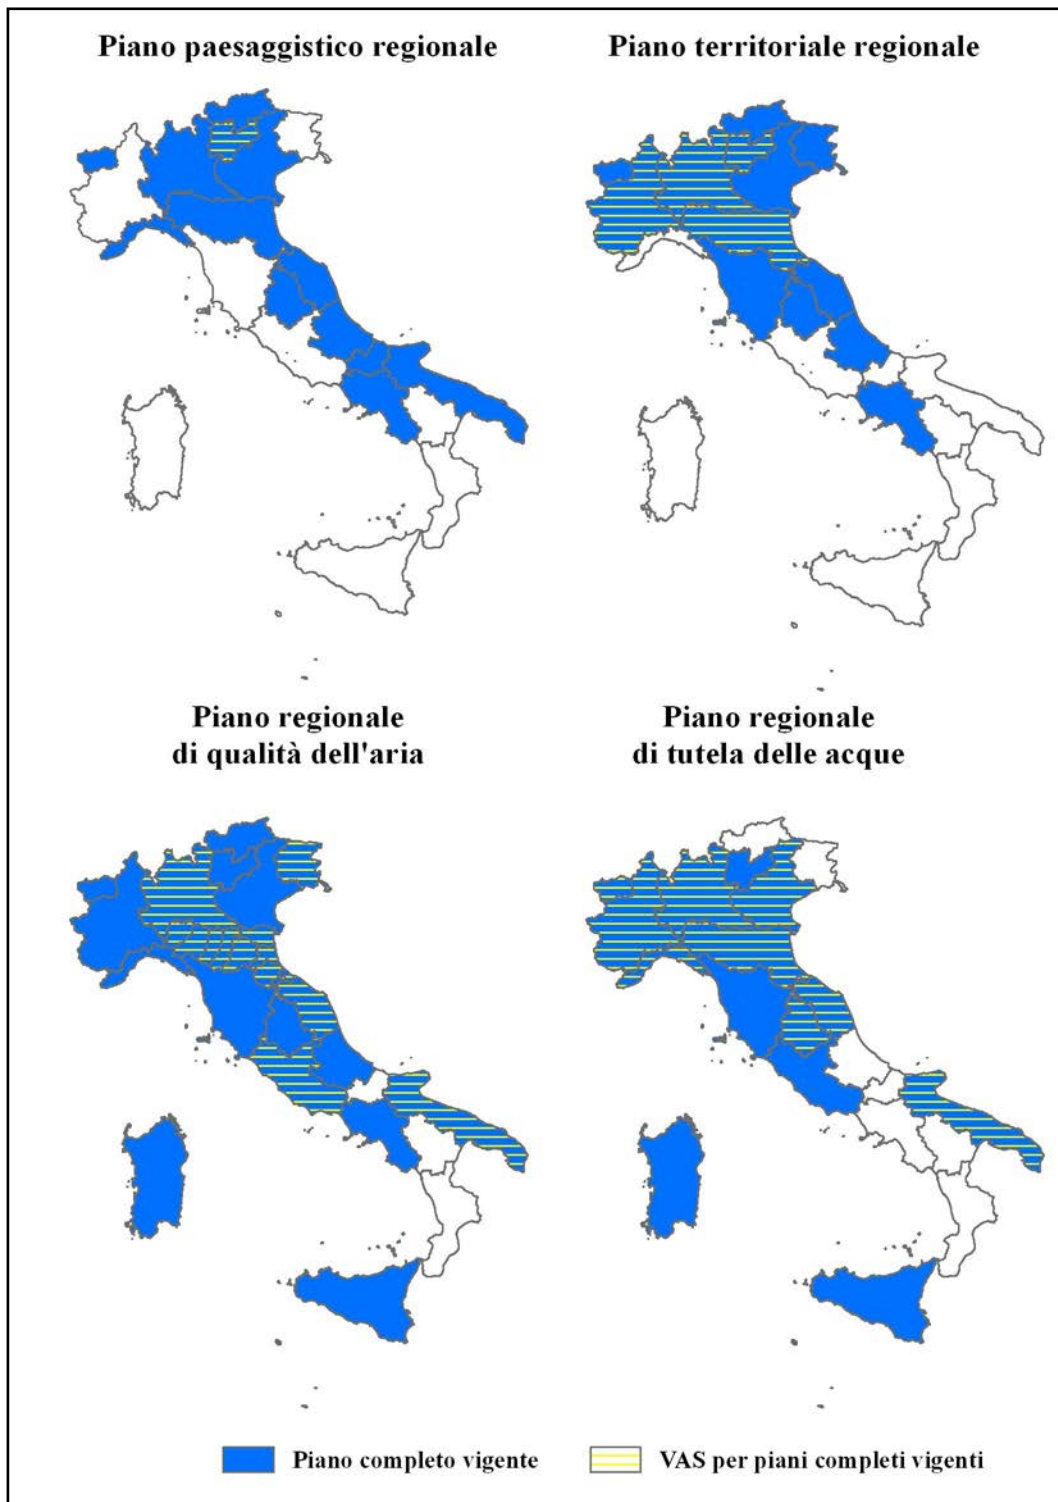 Piano paesaggistico regionale
Piano territoriale regionale
Piano regionale
di qualità dell'aria
Piano regionale
di tutela delle acque
Piano completo vigente
VAS per piani completi vigenti